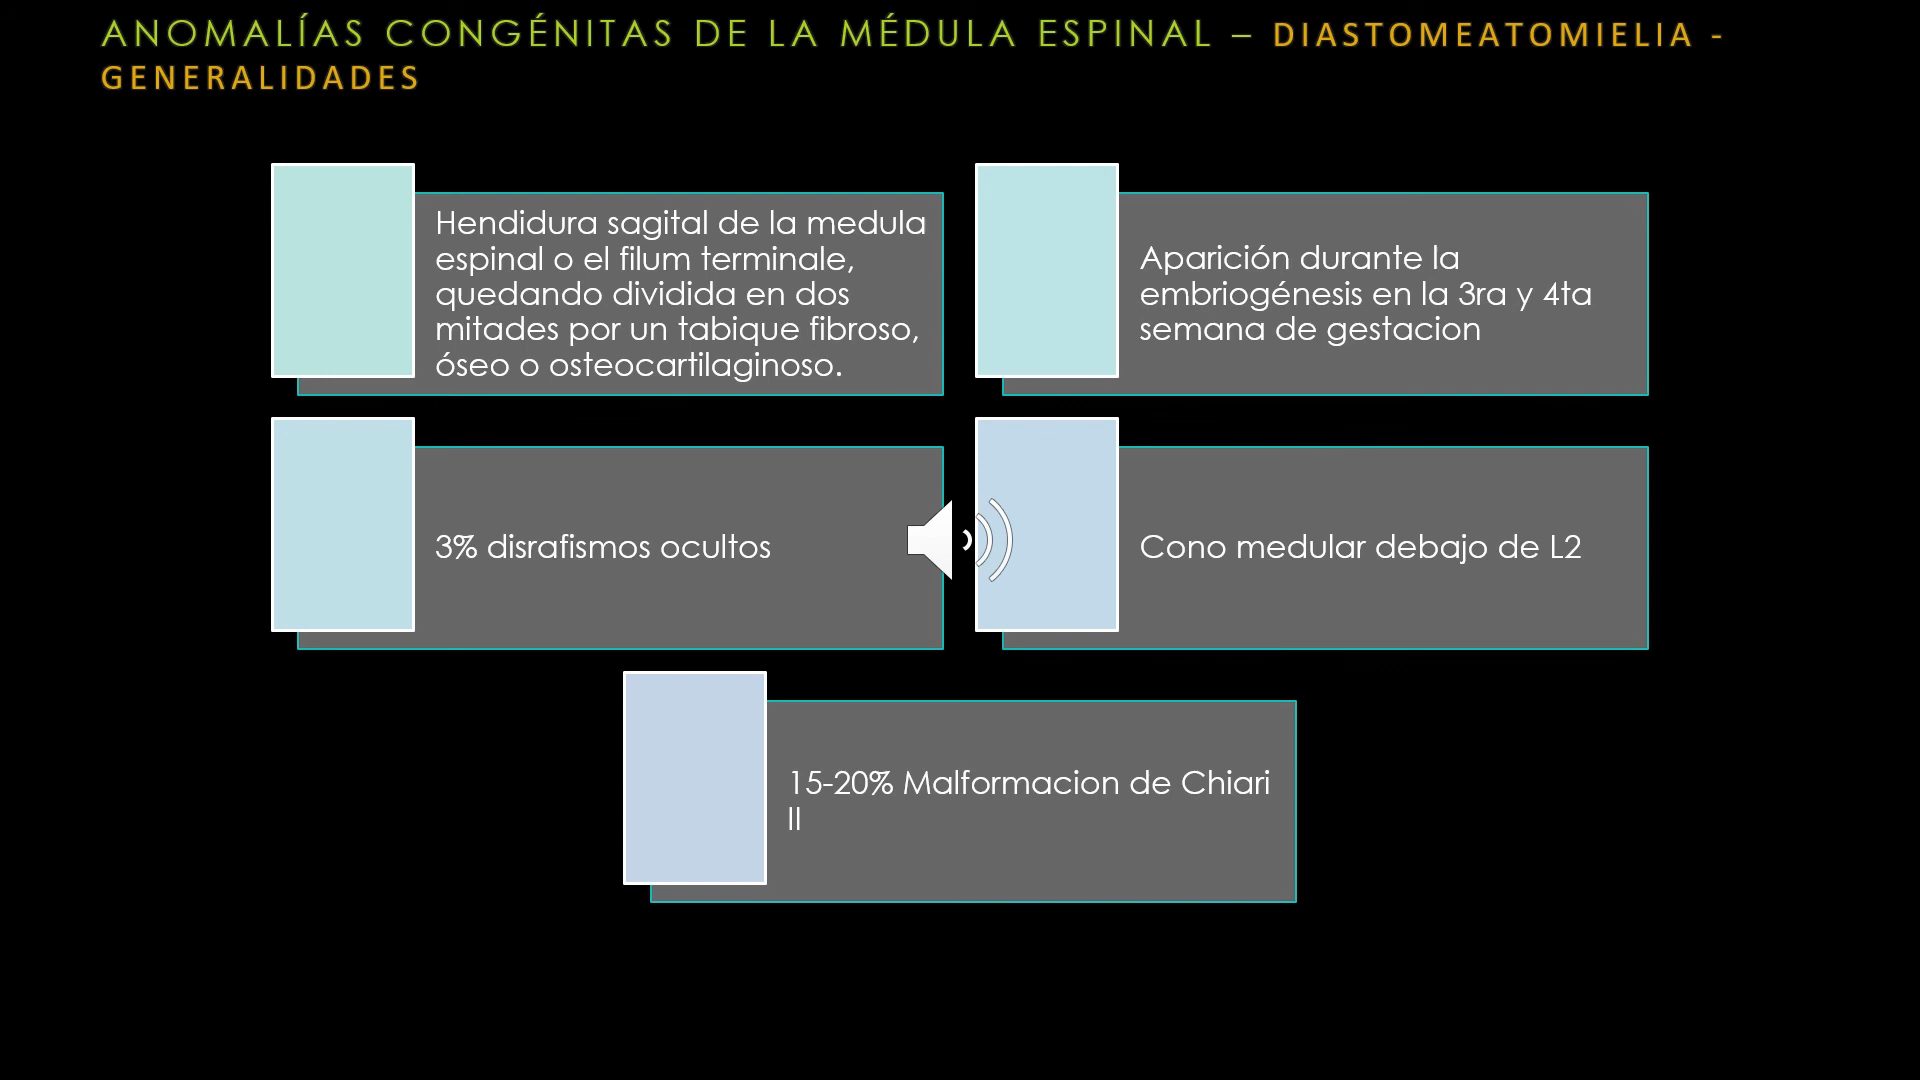 ANOMALÍAS CONGÉNITAS DE LA MÉDULA ESPINAL – DIASTOMEATOMIELIA -
GENERALIDADES
Hendidura sagital de la medula
espinal o el filum terminale,
quedando dividida en dos
mitades por un tabique fibroso,
óseo o osteocartilaginoso.
Aparición durante la
embriogénesis en la 3ra y 4ta
semana de gestacion
3% disrafismos ocultos
Cono medular debajo de L2
15-20% Malformacion de Chiari
II